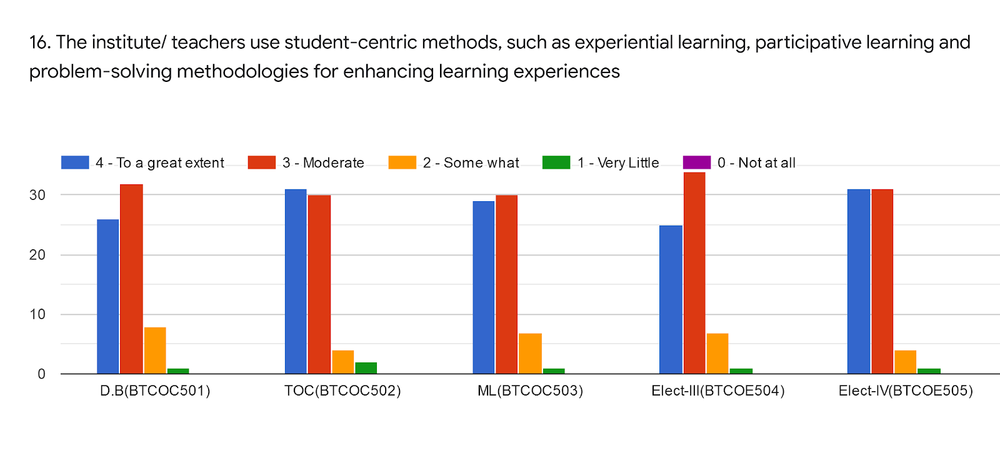 16. The institute/ teachers use student-centric methods, such as experiential learning, participative learning and
problem-solving methodologies for enhancing learning experiences
4 - To a great extent 3 - Moderate 2 - Some what 1 - Very Little 0 - Not at all
30
20
10
0
D.B(BTCOC501) TOC(BTCOC502) ML(BTCOC503) Elect-III(BTCOE504) Elect-IV(BTCOE505)